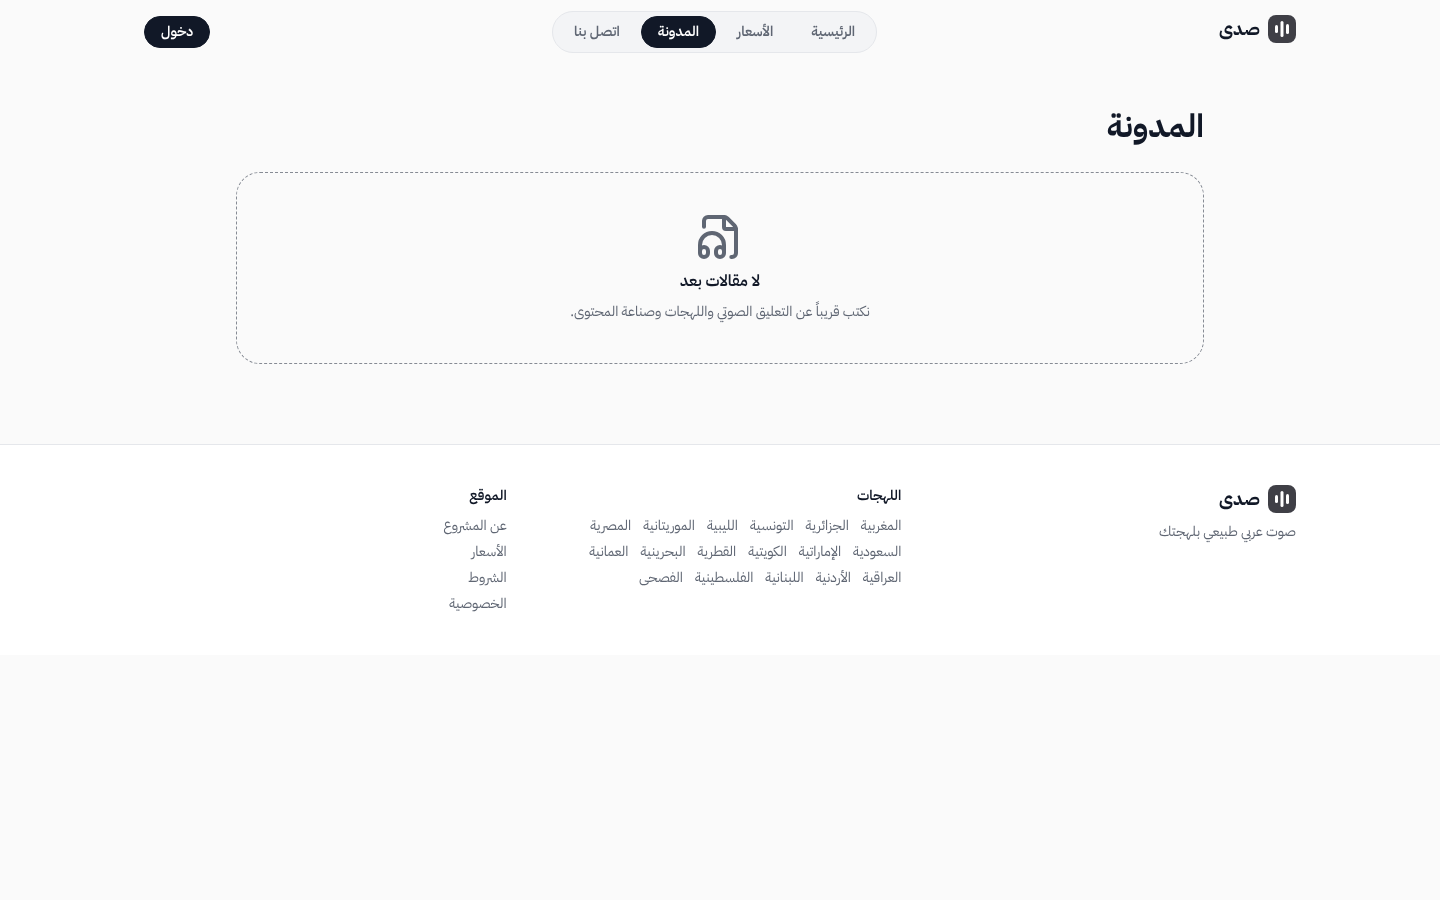 صدى
الرئيسية
الأسعار
المدونة
اتصل بنا
دخول
المدونة
لا مقالات بعد
نكتب قريباً عن التعليق الصوتي واللهجات وصناعة المحتوى.
صدى
صوت عربي طبيعي بلهجتك
اللهجات
المغربية الجزائرية التونسية الليبية الموريتانية المصرية
السعودية الإماراتية الكويتية القطرية البحرينية العمانية
العراقية الأردنية اللبنانية الفلسطينية الفصحى
الموقع
عن المشروع
الأسعار
الشروط
الخصوصية